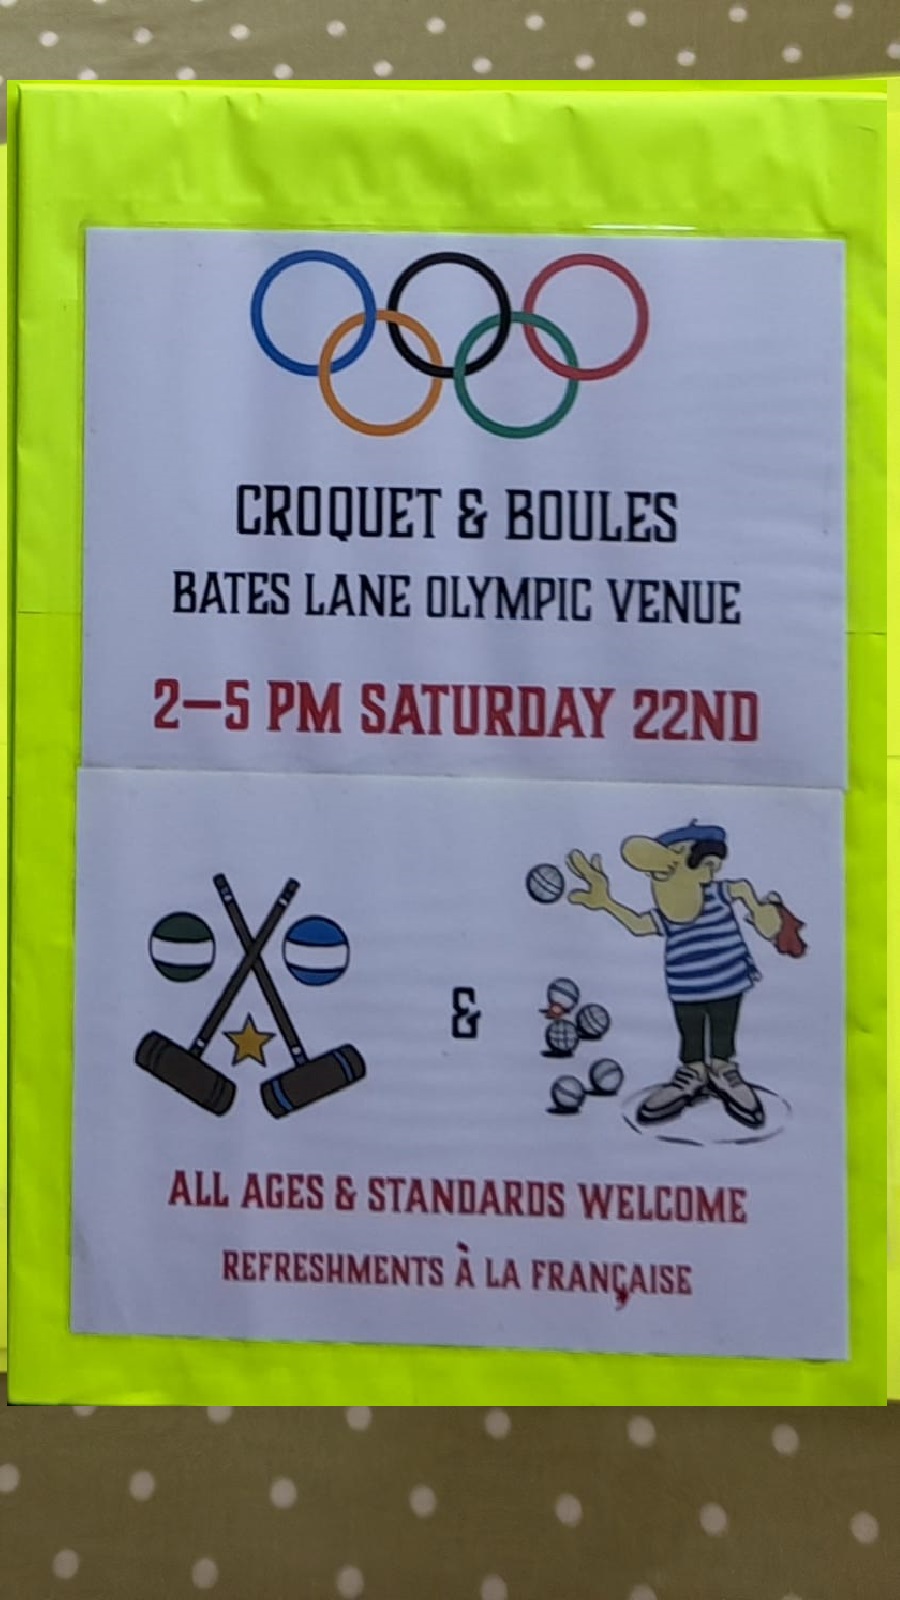 CROQUET & BOULES
BATES LANE OLYMPIC VENUE
2–5 PM SATURDAY 22ND
&
ALL AGES & STANDARDS WELCOME
REFRESHMENTS À LA FRANÇAISE